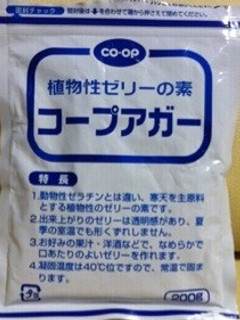 密封チャック
CO·OP
植物性ゼリーの素
コープアガー
特長
1.動物性ゼラチンとは違い、寒天を主原料
とする植物性のゼリーの素です。
2.出来上がりのゼリーは透明感があり、夏
季の室温でも形くずれしません。
3.お好みの果汁・洋酒などで、なめらかで
口あたりのよいゼリーを作れます。
4.凝固温度は40℃位ですので、常温で固ま
ります。
200g